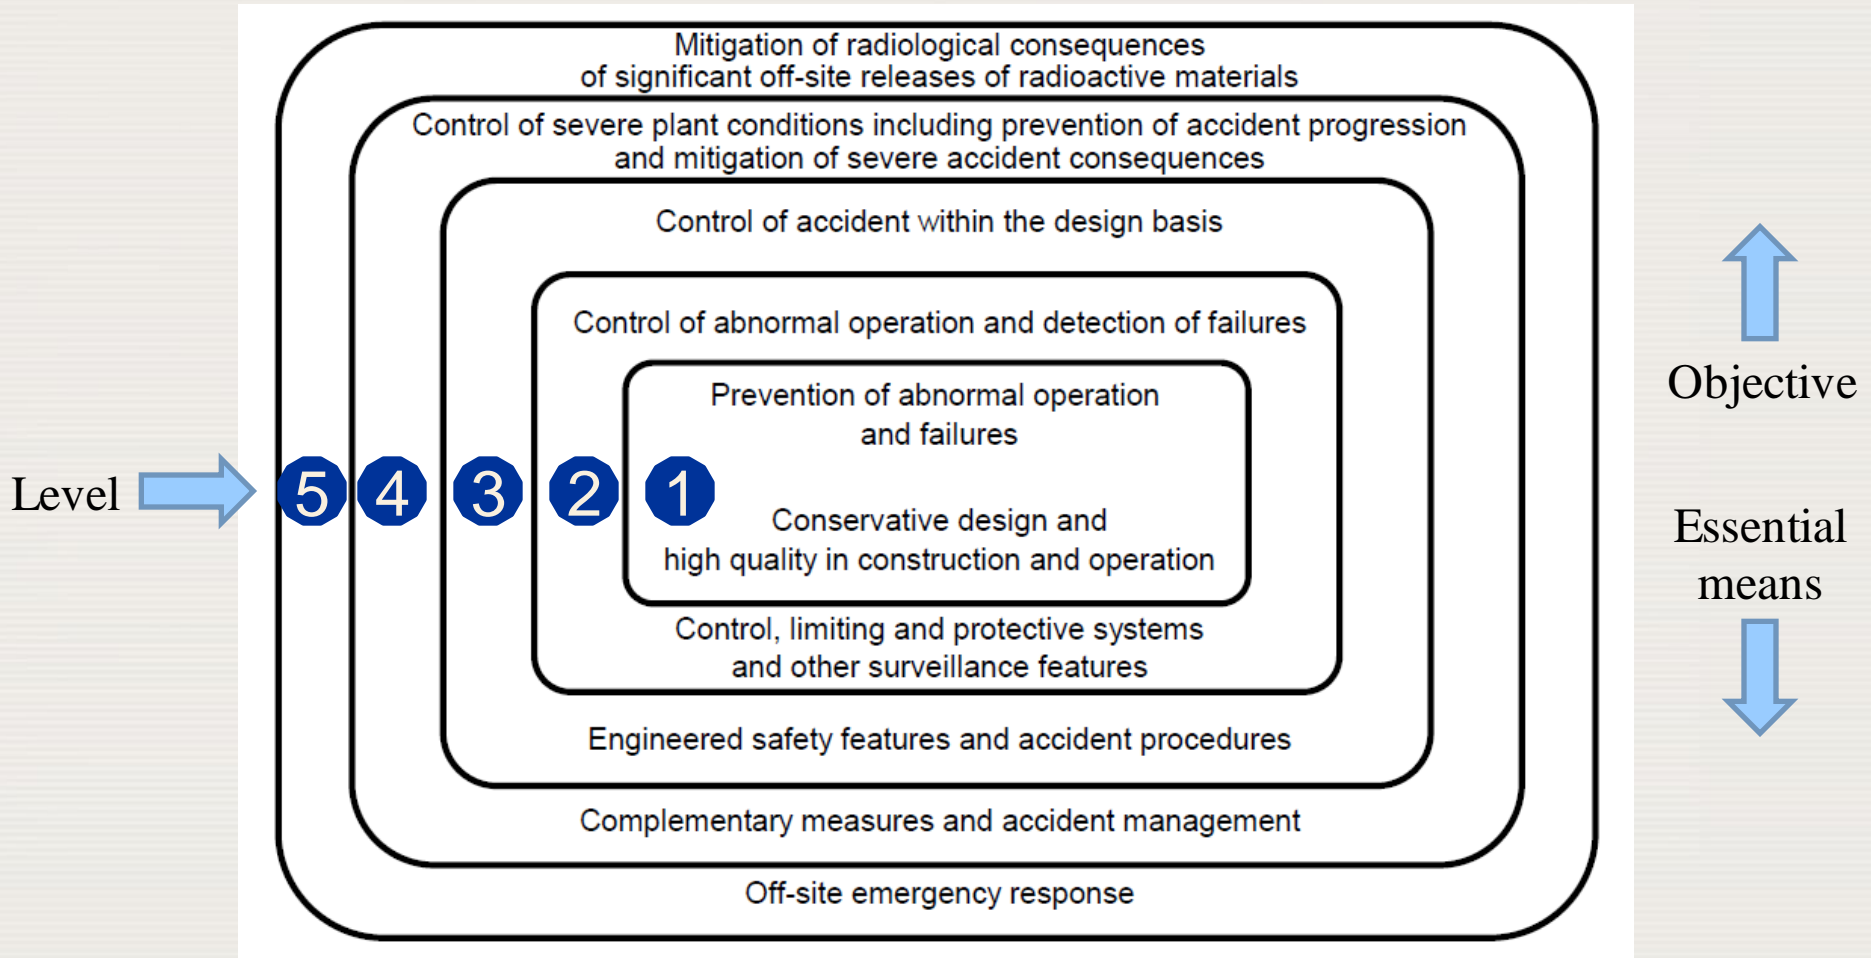 Mitigation of radiological consequences
of significant off-site releases of radioactive materials
Control of severe plant conditions including prevention of accident progression
and mitigation of severe accident consequences
Control of accident within the design basis
Control of abnormal operation and detection of failures
Prevention of abnormal operation
and failures
Level
5
4
3
2
1
Conservative design and
high quality in construction and operation
Control, limiting and protective systems
and other surveillance features
Engineered safety features and accident procedures
Complementary measures and accident management
Off-site emergency response
Objective
Essential
means